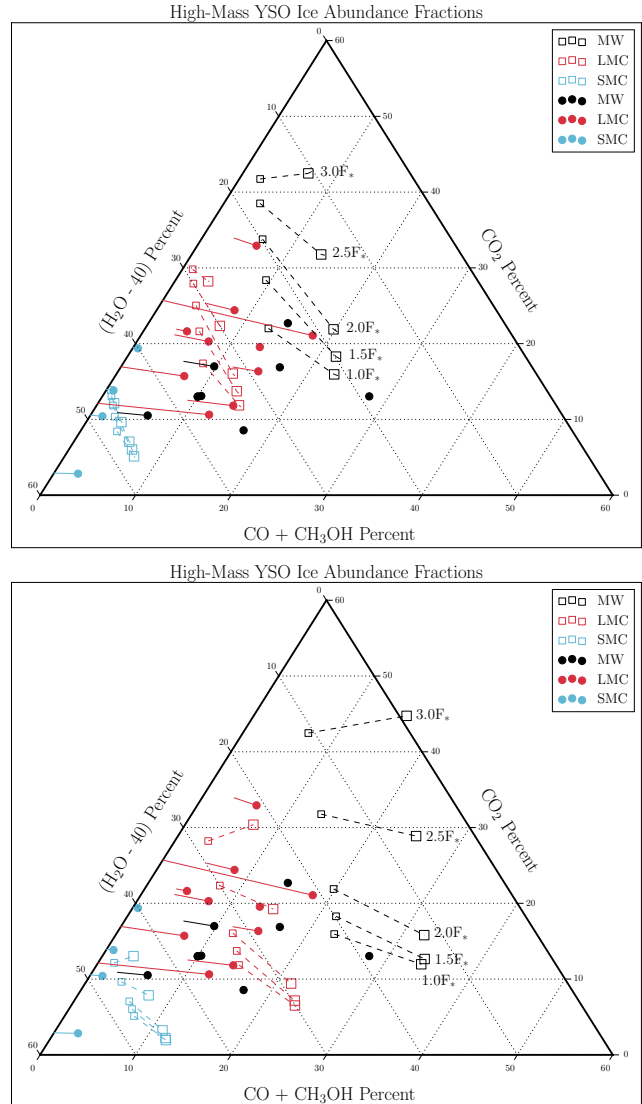 High-Mass YSO Ice Abundance Fractions
MW
LMC
SMC
MW
LMC
SMC
0
10
20
30
40
50
60
60
50
40
30
20
10
0
0
10
20
30
40
50
60
(H₂O - 40) Percent
CO₂ Percent
CO + CH₃OH Percent
3.0F*
2.5F*
2.0F*
1.5F*
1.0F*
High-Mass YSO Ice Abundance Fractions
MW
LMC
SMC
MW
LMC
SMC
0
10
20
30
40
50
60
60
50
40
30
20
10
0
0
10
20
30
40
50
60
(H₂O - 40) Percent
CO₂ Percent
CO + CH₃OH Percent
3.0F*
2.5F*
2.0F*
1.5F*
1.0F*